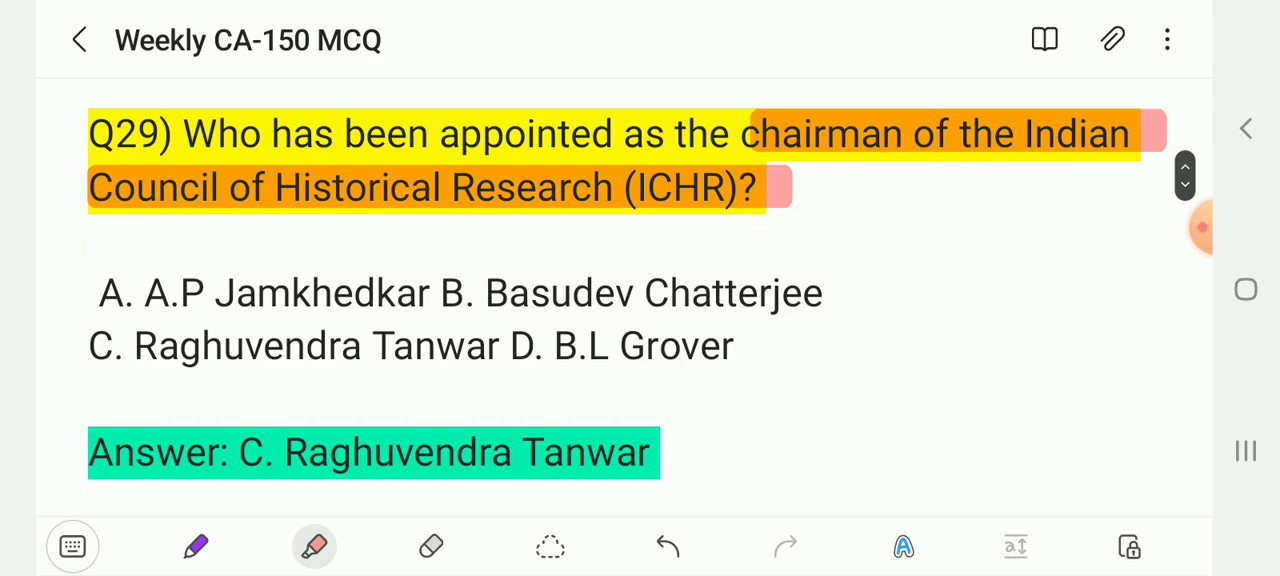 Weekly CA-150 MCQ
Q29) Who has been appointed as the chairman of the Indian
Council of Historical Research (ICHR)?
A. A.P Jamkhedkar B. Basudev Chatterjee
C. Raghuvendra Tanwar D. B.L Grover
Answer: C. Raghuvendra Tanwar